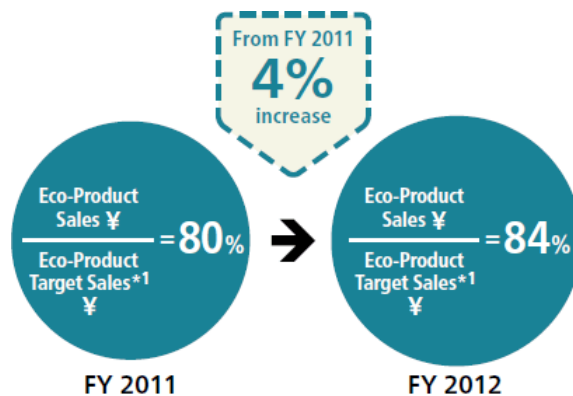 From FY 2011
4%
increase
Eco-Product
Sales ¥
Eco-Product
Target Sales*1
¥
=80%
FY 2011
Eco-Product
Sales ¥
Eco-Product
Target Sales*1
¥
=84%
FY 2012